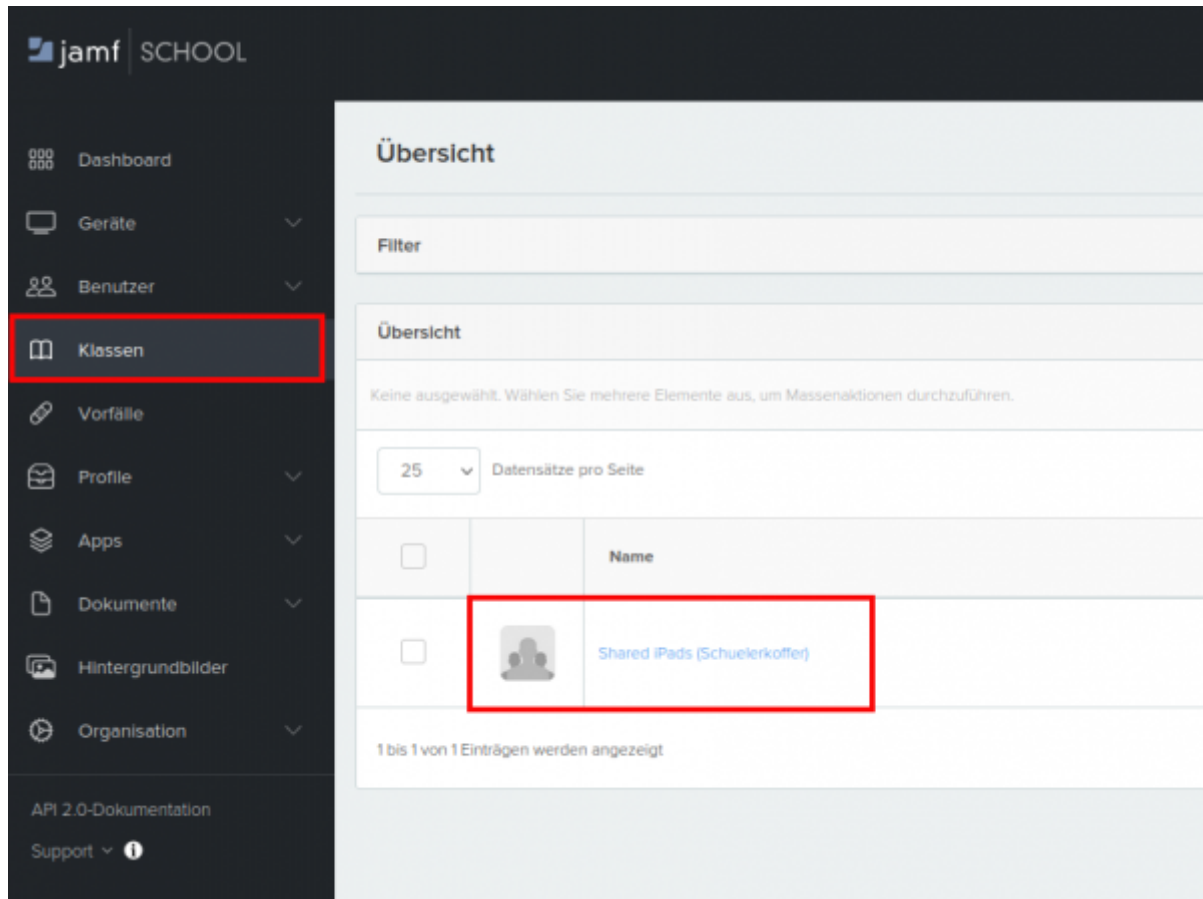 jamf SCHOOL
Dashboard
Geräte
Benutzer
Klassen
Vorfälle
Profile
Apps
Dokumente
Hintergrundbilder
Organisation
API 2.0-Dokumentation
Support
Übersicht
Filter
Übersicht
Keine ausgewählt. Wählen Sie mehrere Elemente aus, um Massenaktionen durchzuführen.
25 Datensätze pro Seite
Name
Shared iPads (Schuelerkoffer)
1 bis 1 von 1 Einträgen werden angezeigt